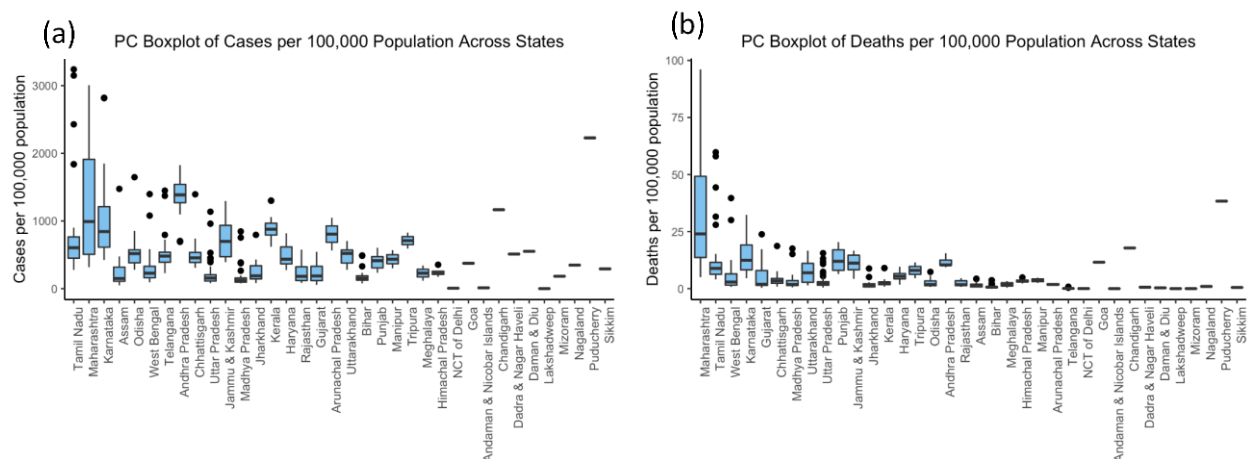 (a)
PC Boxplot of Cases per 100,000 Population Across States
Cases per 100,000 population
3000
2000
1000
0
Tamil Nadu
Maharashtra
Karnataka
Assam
Odisha
West Bengal
Telangana
Andhra Pradesh
Chhattisgarh
Uttar Pradesh
Jammu & Kashmir
Madhya Pradesh
Jharkhand
Kerala
Haryana
Rajasthan
Gujarat
Arunachal Pradesh
Uttarakhand
Bihar
Punjab
Manipur
Tripura
Meghalaya
Himachal Pradesh
NCT of Delhi
Goa
Andaman & Nicobar Islands
Chandigarh
Dadra & Nagar Haveli
Daman & Diu
Lakshadweep
Mizoram
Nagaland
Puducherry
Sikkim
(b)
PC Boxplot of Deaths per 100,000 Population Across States
Deaths per 100,000 population
100
75
50
25
0
Maharashtra
Tamil Nadu
West Bengal
Karnataka
Gujarat
Chhattisgarh
Madhya Pradesh
Uttarakhand
Uttar Pradesh
Punjab
Jammu & Kashmir
Jharkhand
Kerala
Haryana
Tripura
Odisha
Andhra Pradesh
Rajasthan
Assam
Bihar
Meghalaya
Himachal Pradesh
Manipur
Arunachal Pradesh
Telangana
NCT of Delhi
Goa
Andaman & Nicobar Islands
Chandigarh
Dadra & Nagar Haveli
Daman & Diu
Lakshadweep
Mizoram
Nagaland
Puducherry
Sikkim